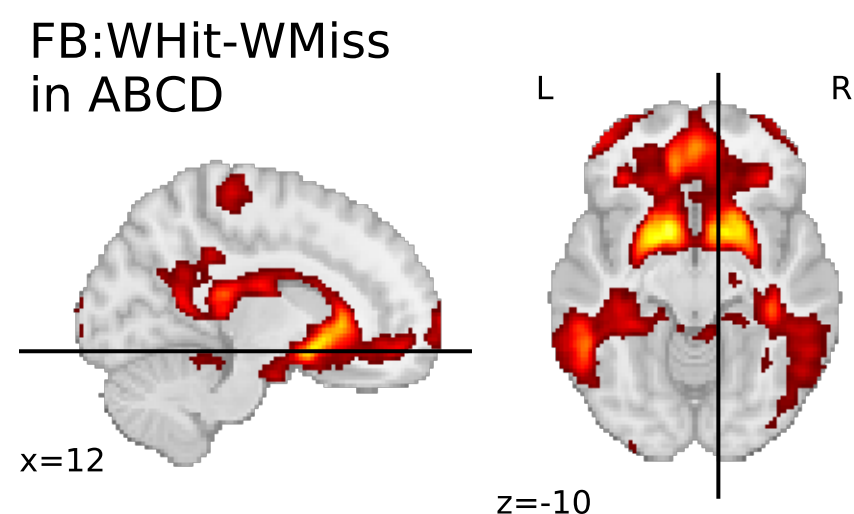 FB:WHit-WMiss
in ABCD
L
R
x=12
z=-10